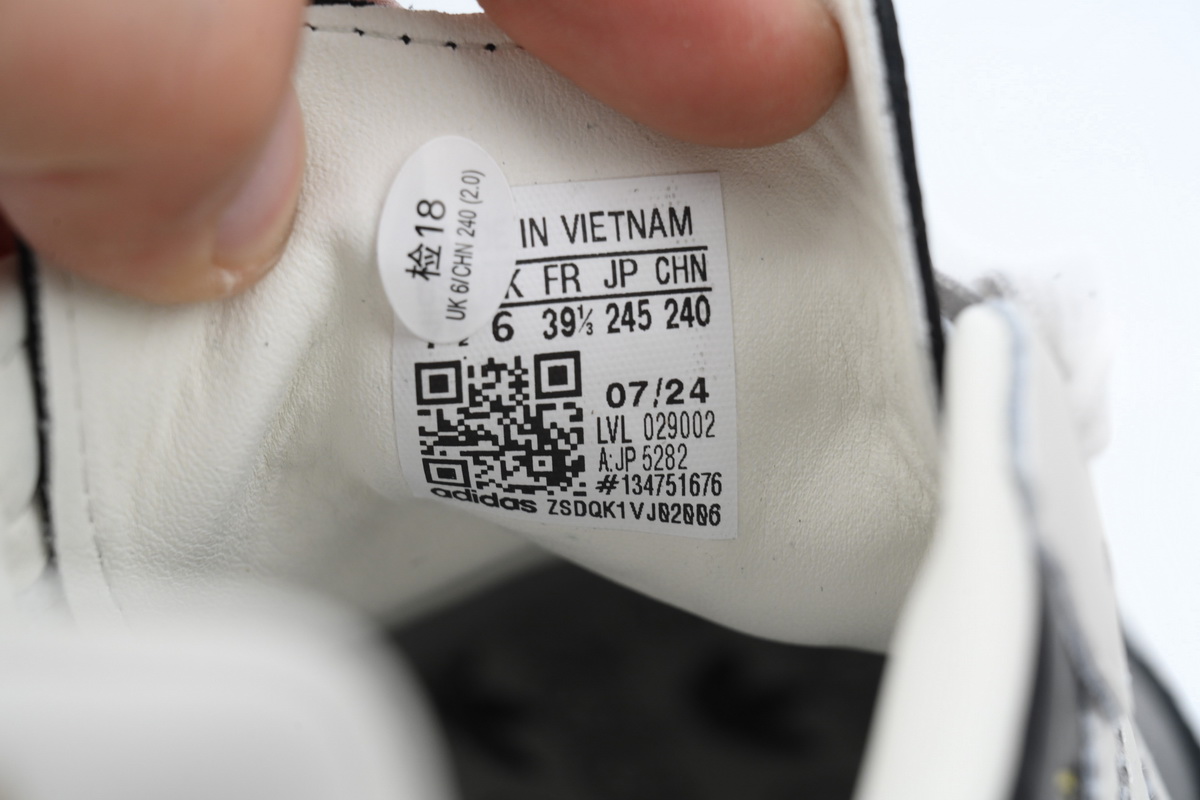 检18
UK 6/CHN 240 (2.0)
IN VIETNAM
K FR JP CHN
6 39⅓ 245 240
07/24
LVL 029002
A:JP 5282
#134751676
adidas ZSDQK1VJ02006